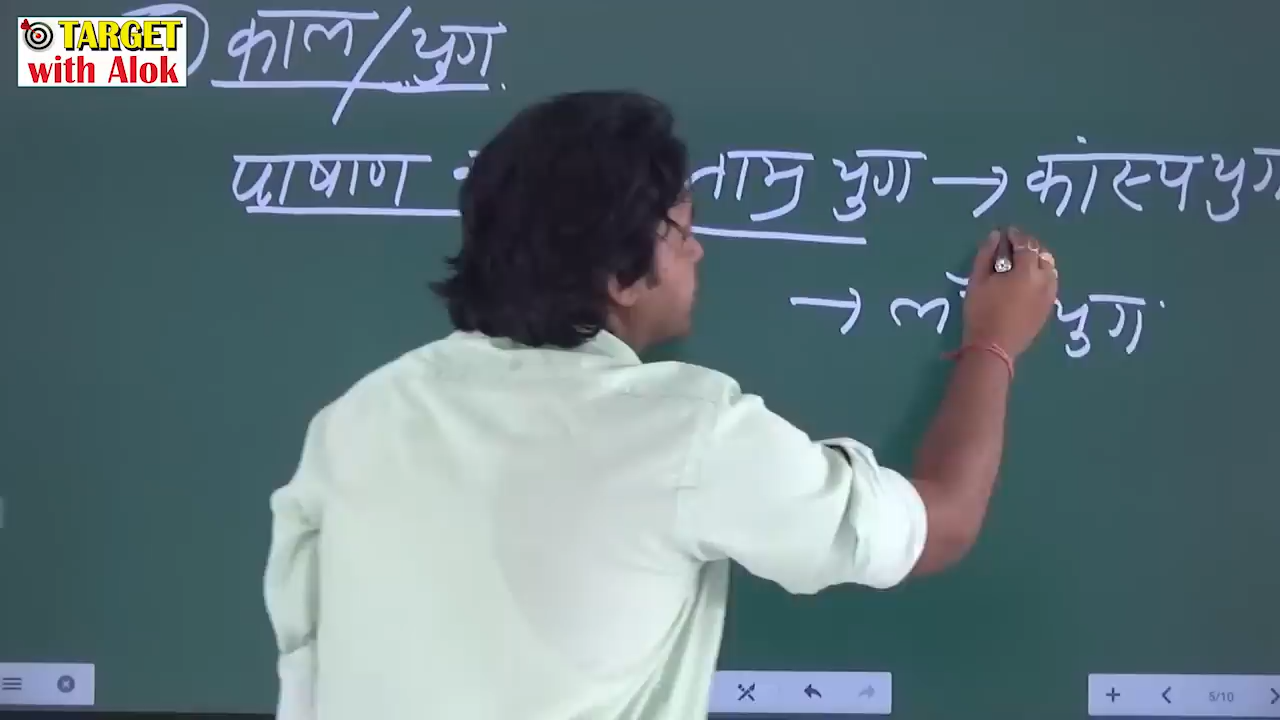 TARGET
with Alok
काल/युग
पाषाण
ताम्र युग → कांस्य युग
→ युग
5/10